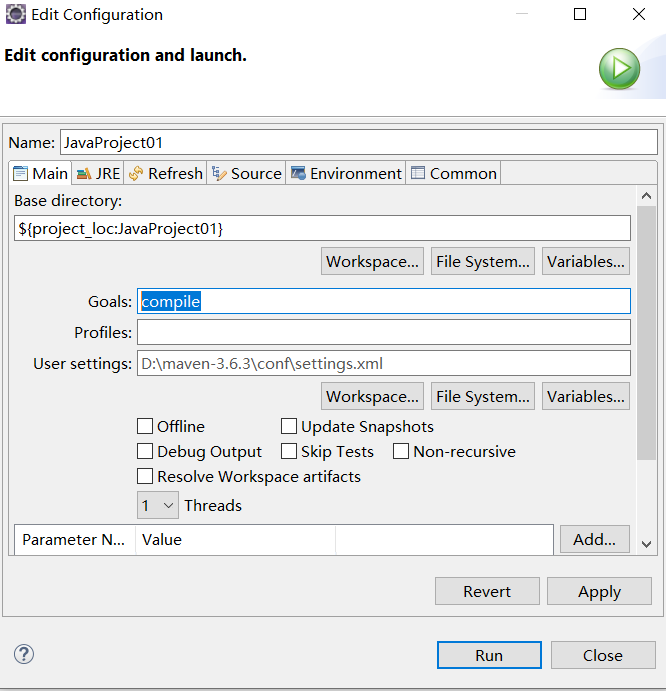 Edit Configuration
Edit configuration and launch.
Name: JavaProject01
Main JRE Refresh Source Environment Common
Base directory:
${project_loc:JavaProject01}
Workspace... File System... Variables...
Goals: compile
Profiles:
User settings: D:\maven-3.6.3\conf\settings.xml
Workspace... File System... Variables...
Offline Update Snapshots
Debug Output Skip Tests Non-recursive
Resolve Workspace artifacts
1 Threads
Parameter N... Value Add...
Revert Apply
? Run Close